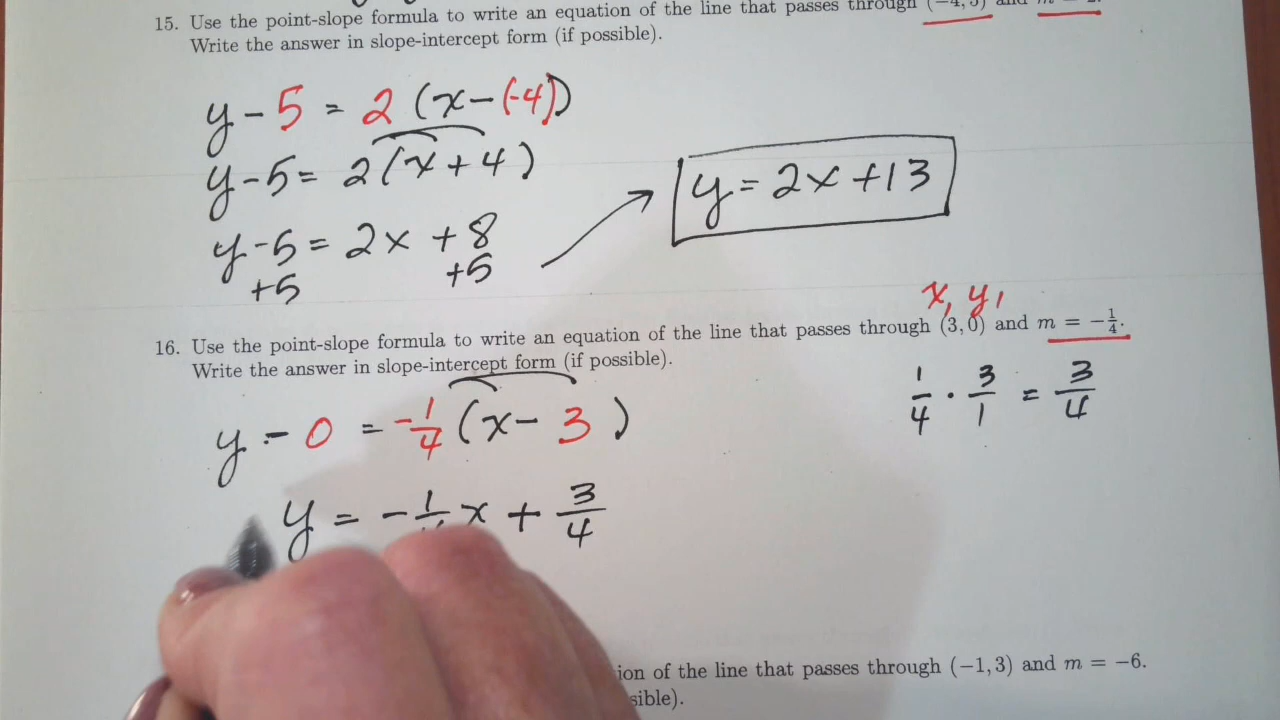 15. Use the point-slope formula to write an equation of the line that passes through (−4, 5) and m =
Write the answer in slope-intercept form (if possible).
y − 5 = 2 (x − (-4))
y − 5 = 2 (x + 4)
y − 5 = 2x + 8
+5 +5
y = 2x + 13
x₁ y₁
16. Use the point-slope formula to write an equation of the line that passes through (3, 0) and m = −1/4.
Write the answer in slope-intercept form (if possible).
1/4 · 3/1 = 3/4
y − 0 = −1/4 (x − 3)
y = −1/4 x + 3/4
of the line that passes through (−1, 3) and m = −6.